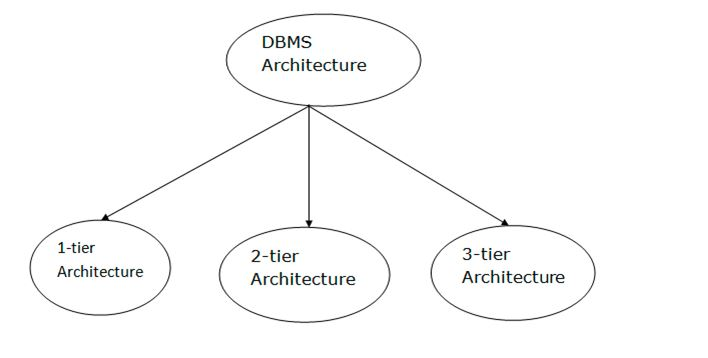 DBMS
Architecture
1-tier
Architecture
2-tier
Architecture
3-tier
Architecture